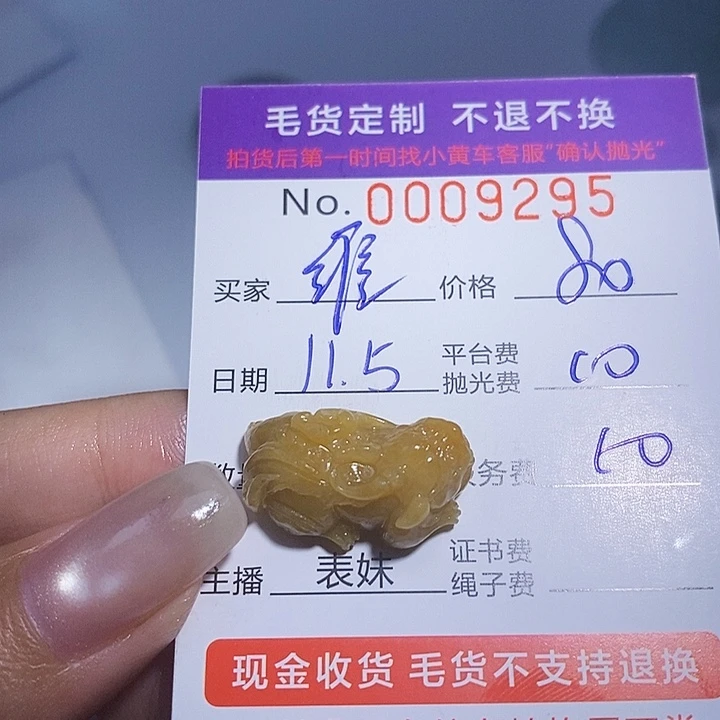 毛货定制 不退不换
拍货后第一时间找小黄车客服“确认抛光”
No. 0009295
买家 维 价格 80
日期 11.5 平台费 抛光费 10
务费 10
主播 表妹 证书费 绳子费
现金收货 毛货不支持退换